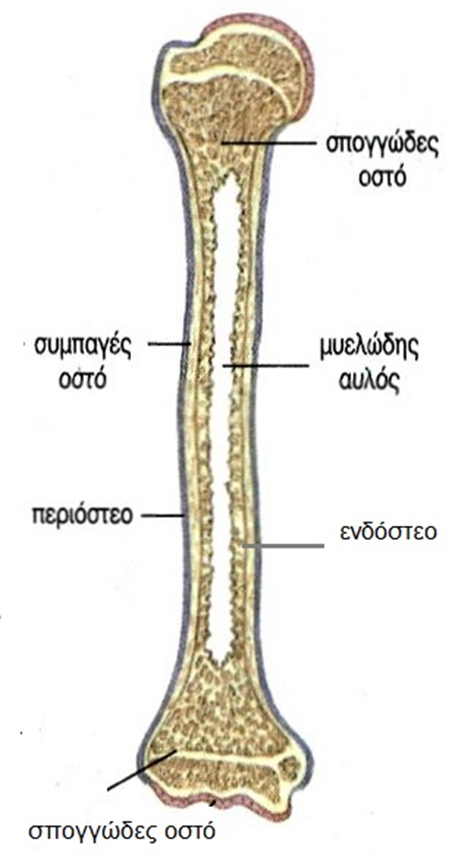 σπογγώδες
οστό
συμπαγές
οστό
μυελώδης
αυλός
περιόστεο
ενδόστεο
σπογγώδες οστό